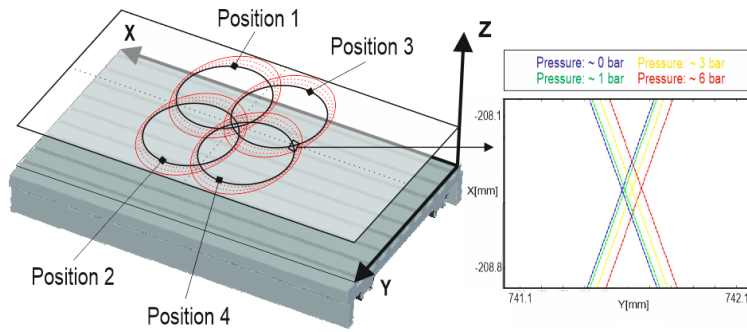 Position 1
X
Position 3
Z
Position 2
Position 4
Y
Pressure: ~ 0 bar
Pressure: ~ 3 bar
Pressure: ~ 1 bar
Pressure: ~ 6 bar
-208.1
X[mm]
-208.8
741.1
Y[mm]
742.1